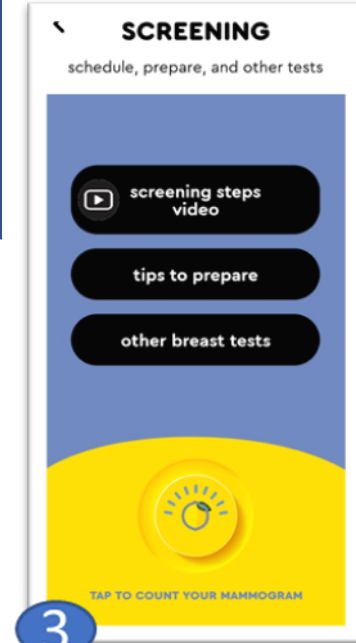 SCREENING
schedule, prepare, and other tests
screening steps
video
tips to prepare
other breast tests
TAP TO COUNT YOUR MAMMOGRAM
3